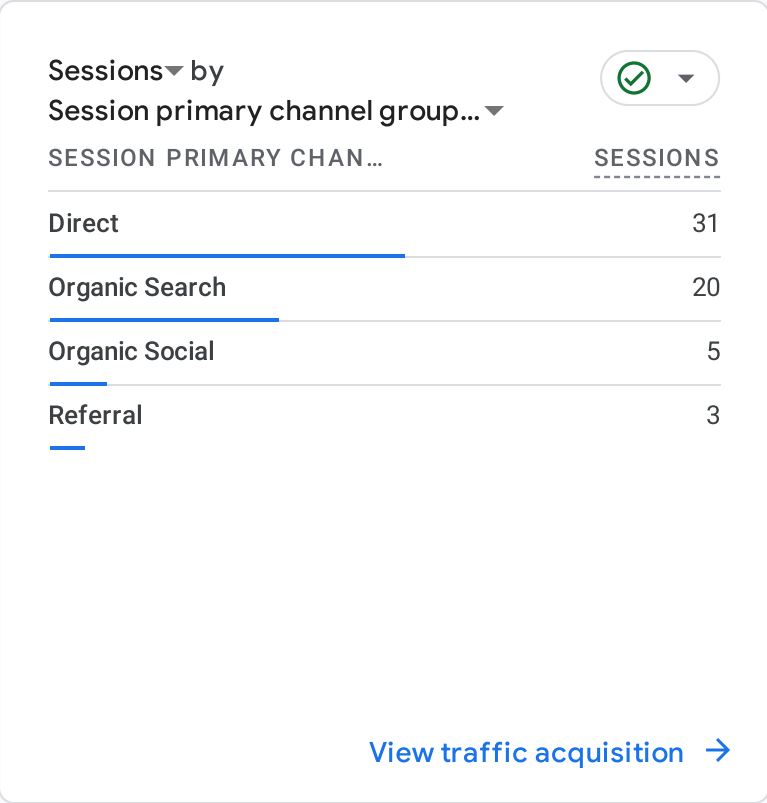 Sessions by
Session primary channel group...
SESSION PRIMARY CHAN... SESSIONS
Direct 31
Organic Search 20
Organic Social 5
Referral 3
View traffic acquisition